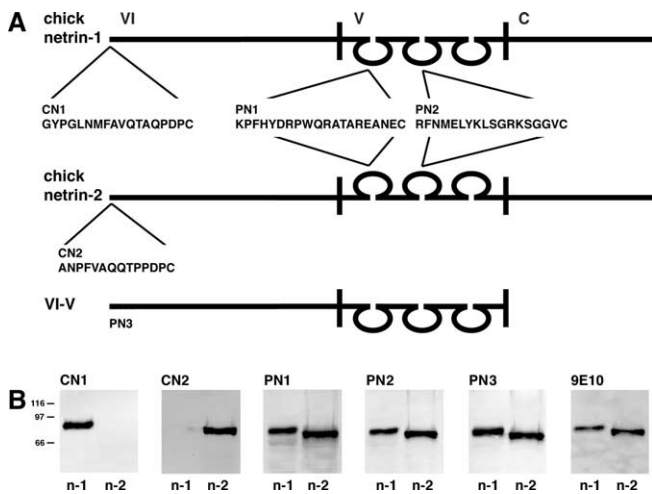 A
chick
netrin-1
VI
V
C
CN1
GYPGLNMFAVQTAQPDPC
PN1
KPFHYDRPWQRATAREANEC
PN2
RFNMELYKLSGRKSGGVC
chick
netrin-2
CN2
ANPFVAQQTPPDPC
VI-V
PN3
B
CN1
CN2
PN1
PN2
PN3
9E10
116
97
66
n-1 n-2
n-1 n-2
n-1 n-2
n-1 n-2
n-1 n-2
n-1 n-2